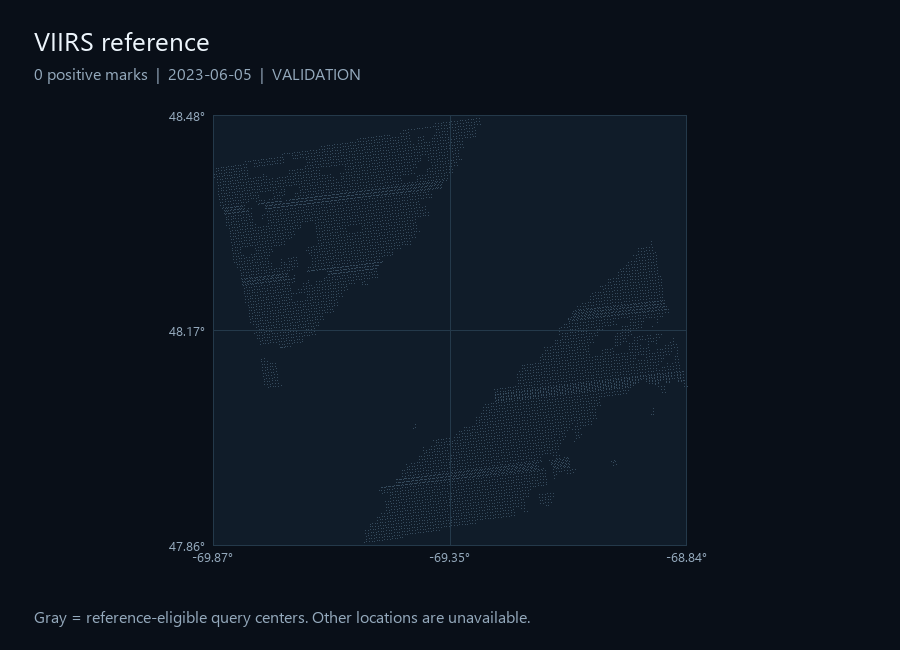 VIIRS reference
0 positive marks | 2023-06-05 | VALIDATION
48.48°
48.17°
47.86°
-69.87°
-69.35°
-68.84°
Gray = reference-eligible query centers. Other locations are unavailable.